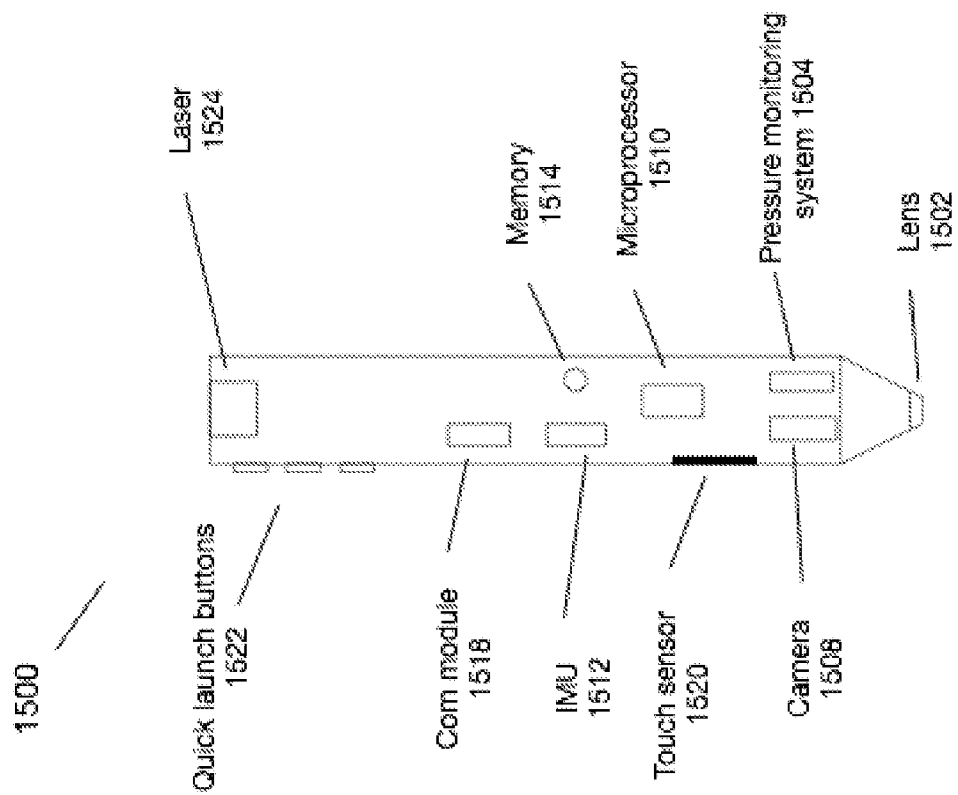 1500
Quick launch buttons
1522
Com module
1518
IMU
1512
Touch sensor
1520
Camera
1508
Laser
1524
Memory
1514
Microprocessor
1510
Pressure monitoring
system 1504
Lens
1502